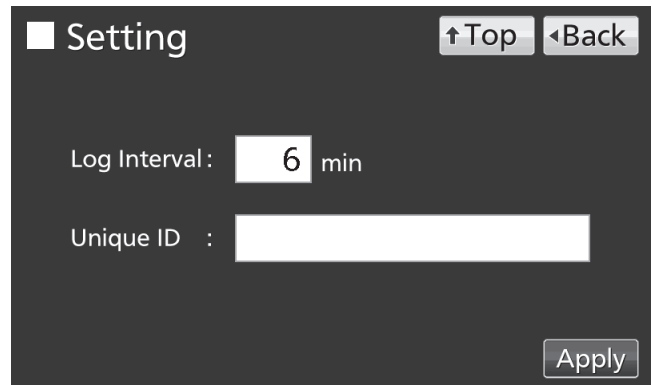 Setting
↑Top ◂Back
Log Interval: 6 min
Unique ID :
Apply